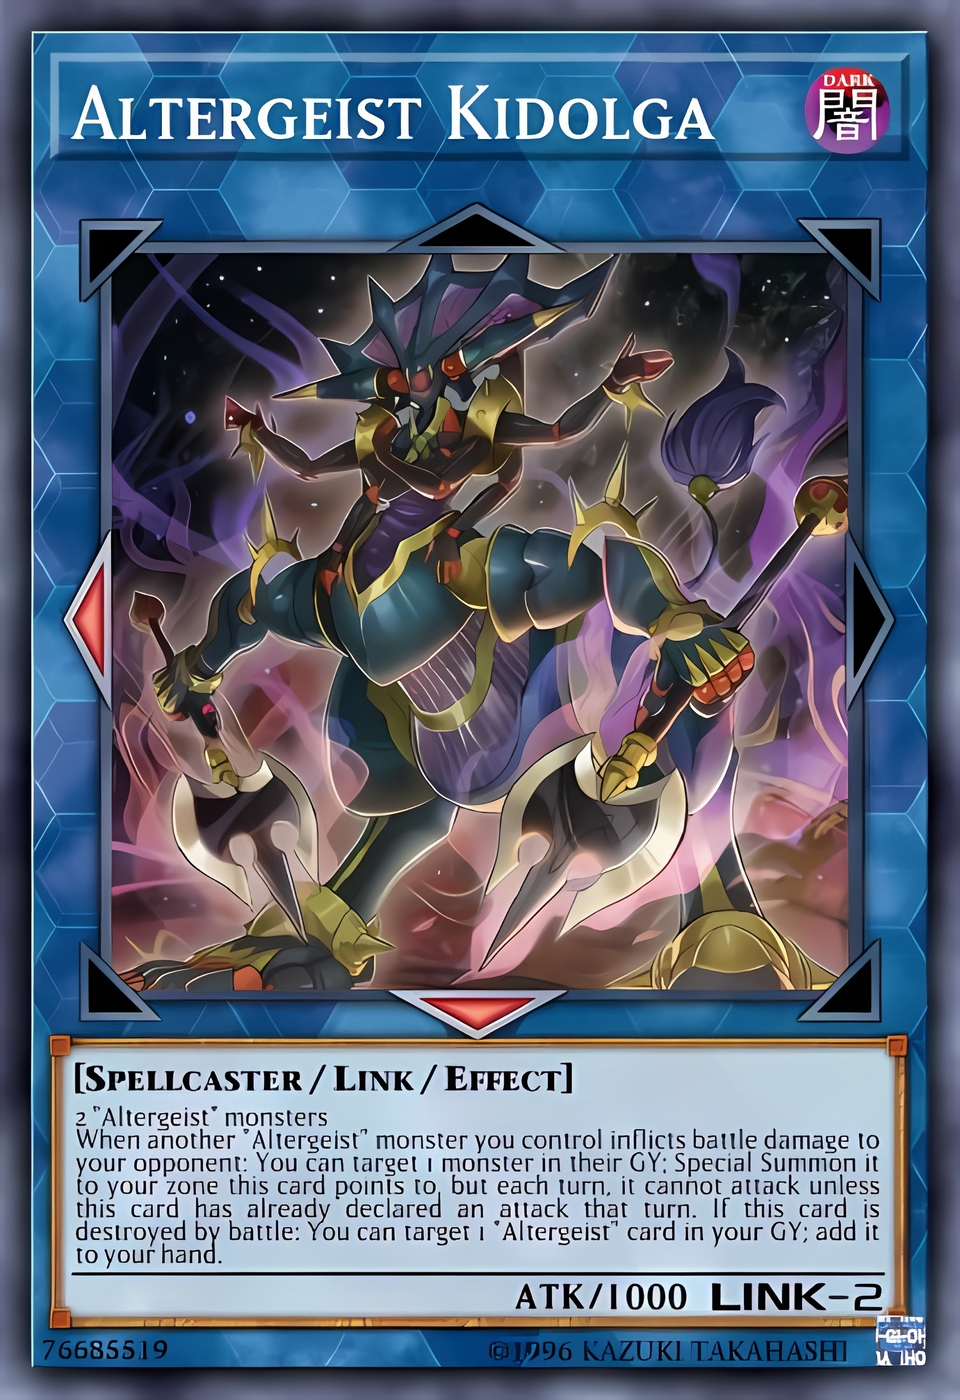 ALTERGEIST KIDOLGA
DARK
闇
[SPELLCASTER / LINK / EFFECT]
2 "Altergeist" monsters
When another "Altergeist" monster you control inflicts battle damage to
your opponent: You can target 1 monster in their GY; Special Summon it
to your zone this card points to, but each turn, it cannot attack unless
this card has already declared an attack that turn. If this card is
destroyed by battle: You can target 1 "Altergeist" card in your GY; add it
to your hand.
ATK/1000 LINK-2
76685519
©1996 KAZUKI TAKAHASHI